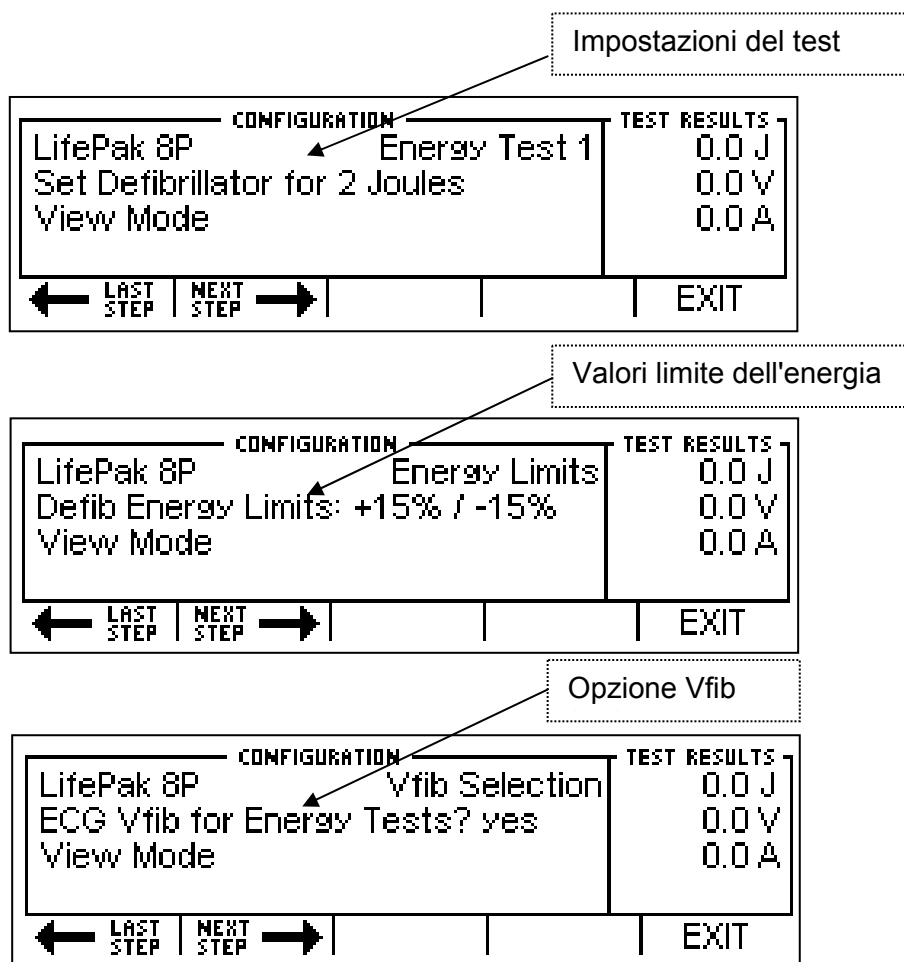 Impostazioni del test
CONFIGURATION TEST RESULTS
LifePak 8P Energy Test 1 0.0 J
Set Defibrillator for 2 Joules 0.0 V
View Mode 0.0 A
LAST STEP NEXT STEP EXIT
Valori limite dell'energia
CONFIGURATION TEST RESULTS
LifePak 8P Energy Limits 0.0 J
Defib Energy Limits: +15% / -15% 0.0 V
View Mode 0.0 A
LAST STEP NEXT STEP EXIT
Opzione Vfib
CONFIGURATION TEST RESULTS
LifePak 8P Vfib Selection 0.0 J
ECG Vfib for Energy Tests? yes 0.0 V
View Mode 0.0 A
LAST STEP NEXT STEP EXIT